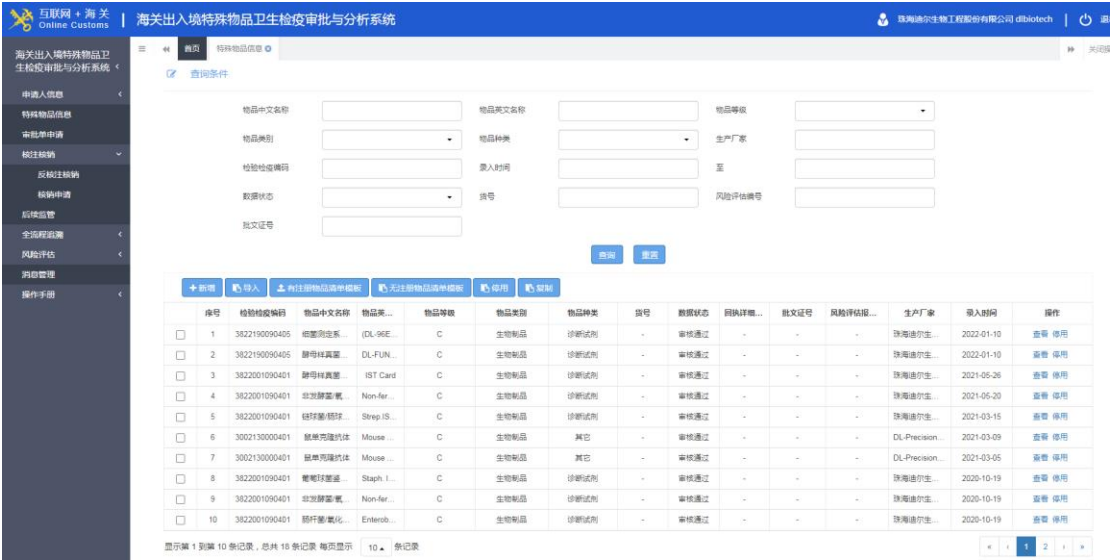 互联网+海关
Online Customs
海关出入境特殊物品卫生检疫审批与分析系统
珠海迪尔生物工程股份有限公司 dlbiotech
海关出入境特殊物品卫生检疫审批与分析系统
首页 特殊物品信息
关闭
申请人信息
特殊物品信息
审批单申请
核注核销
反核注核销
核销申请
后续监管
全流程追溯
风险评估
消息管理
操作手册
查询条件
物品中文名称 物品英文名称 物品等级
物品类别 物品种类 生产厂家
检验检疫编码 录入时间 至
数据状态 货号 风险评估编号
批文证号
查询 重置
+新增 导入 有注册物品清单模板 无注册物品清单模板 停用 复制
序号 检验检疫编码 物品中文名称 物品英... 物品等级 物品类别 物品种类 货号 数据状态 回执详细... 批文证号 风险评估报... 生产厂家 录入时间 操作
1 3822190090405 细菌测定系... (DL-96E... C 生物制品 诊断试剂 - 审核通过 - - - 珠海迪尔生... 2022-01-10 查看 停用
2 3822190090405 酵母样真菌... DL-FUN... C 生物制品 诊断试剂 - 审核通过 - - - 珠海迪尔生... 2022-01-10 查看 停用
3 3822001090401 酵母样真菌... IST Card C 生物制品 诊断试剂 - 审核通过 - - - 珠海迪尔生... 2021-05-26 查看 停用
4 3822001090401 非发酵菌/氧... Non-fer... C 生物制品 诊断试剂 - 审核通过 - - - 珠海迪尔生... 2021-05-20 查看 停用
5 3822001090401 链球菌/肠球... Strep.IS... C 生物制品 诊断试剂 - 审核通过 - - - 珠海迪尔生... 2021-03-15 查看 停用
6 3002130000401 鼠单克隆抗体 Mouse ... C 生物制品 其它 - 审核通过 - - - DL-Precision... 2021-03-09 查看 停用
7 3002130000401 鼠单克隆抗体 Mouse ... C 生物制品 其它 - 审核通过 - - - DL-Precision... 2021-03-05 查看 停用
8 3822001090401 葡萄球菌鉴... Staph. I... C 生物制品 诊断试剂 - 审核通过 - - - 珠海迪尔生... 2020-10-19 查看 停用
9 3822001090401 非发酵菌/氧... Non-fer... C 生物制品 诊断试剂 - 审核通过 - - - 珠海迪尔生... 2020-10-19 查看 停用
10 3822001090401 肠杆菌/氧化... Enterob... C 生物制品 诊断试剂 - 审核通过 - - - 珠海迪尔生... 2020-10-19 查看 停用
显示第 1 到第 10 条记录，总共 18 条记录 每页显示 10 条记录
« ‹ 1 2 › »